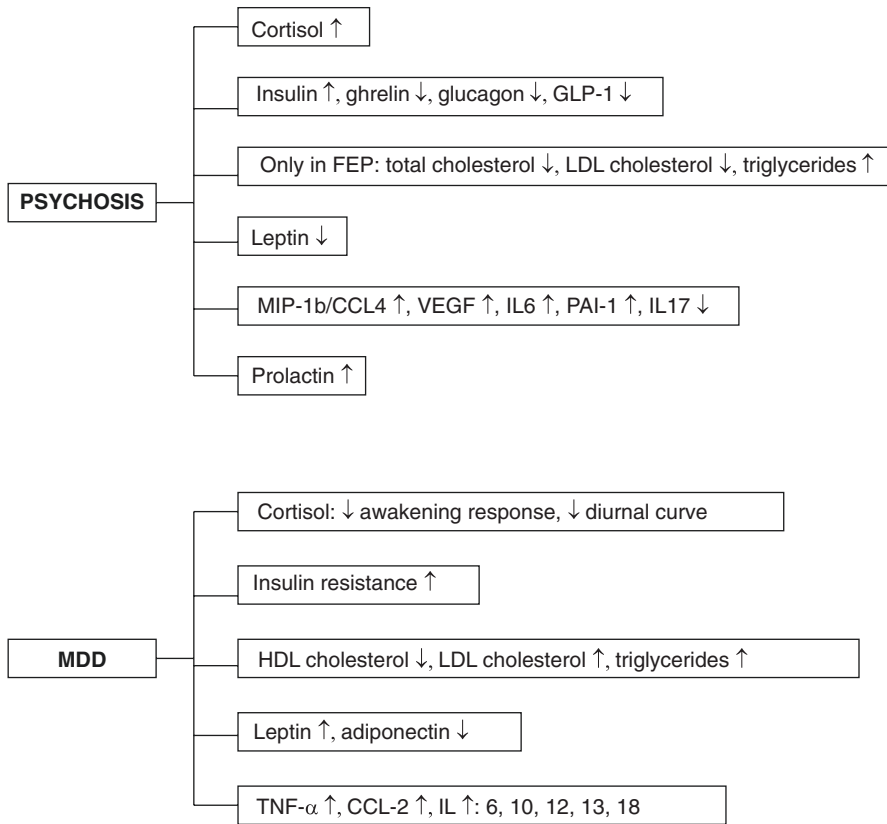 Cortisol ↑
Insulin ↑, ghrelin ↓, glucagon ↓, GLP-1 ↓
Only in FEP: total cholesterol ↓, LDL cholesterol ↓, triglycerides ↑
PSYCHOSIS
Leptin ↓
MIP-1b/CCL4 ↑, VEGF ↑, IL6 ↑, PAI-1 ↑, IL17 ↓
Prolactin ↑
Cortisol: ↓ awakening response, ↓ diurnal curve
Insulin resistance ↑
MDD
HDL cholesterol ↓, LDL cholesterol ↑, triglycerides ↑
Leptin ↑, adiponectin ↓
TNF-α ↑, CCL-2 ↑, IL ↑: 6, 10, 12, 13, 18